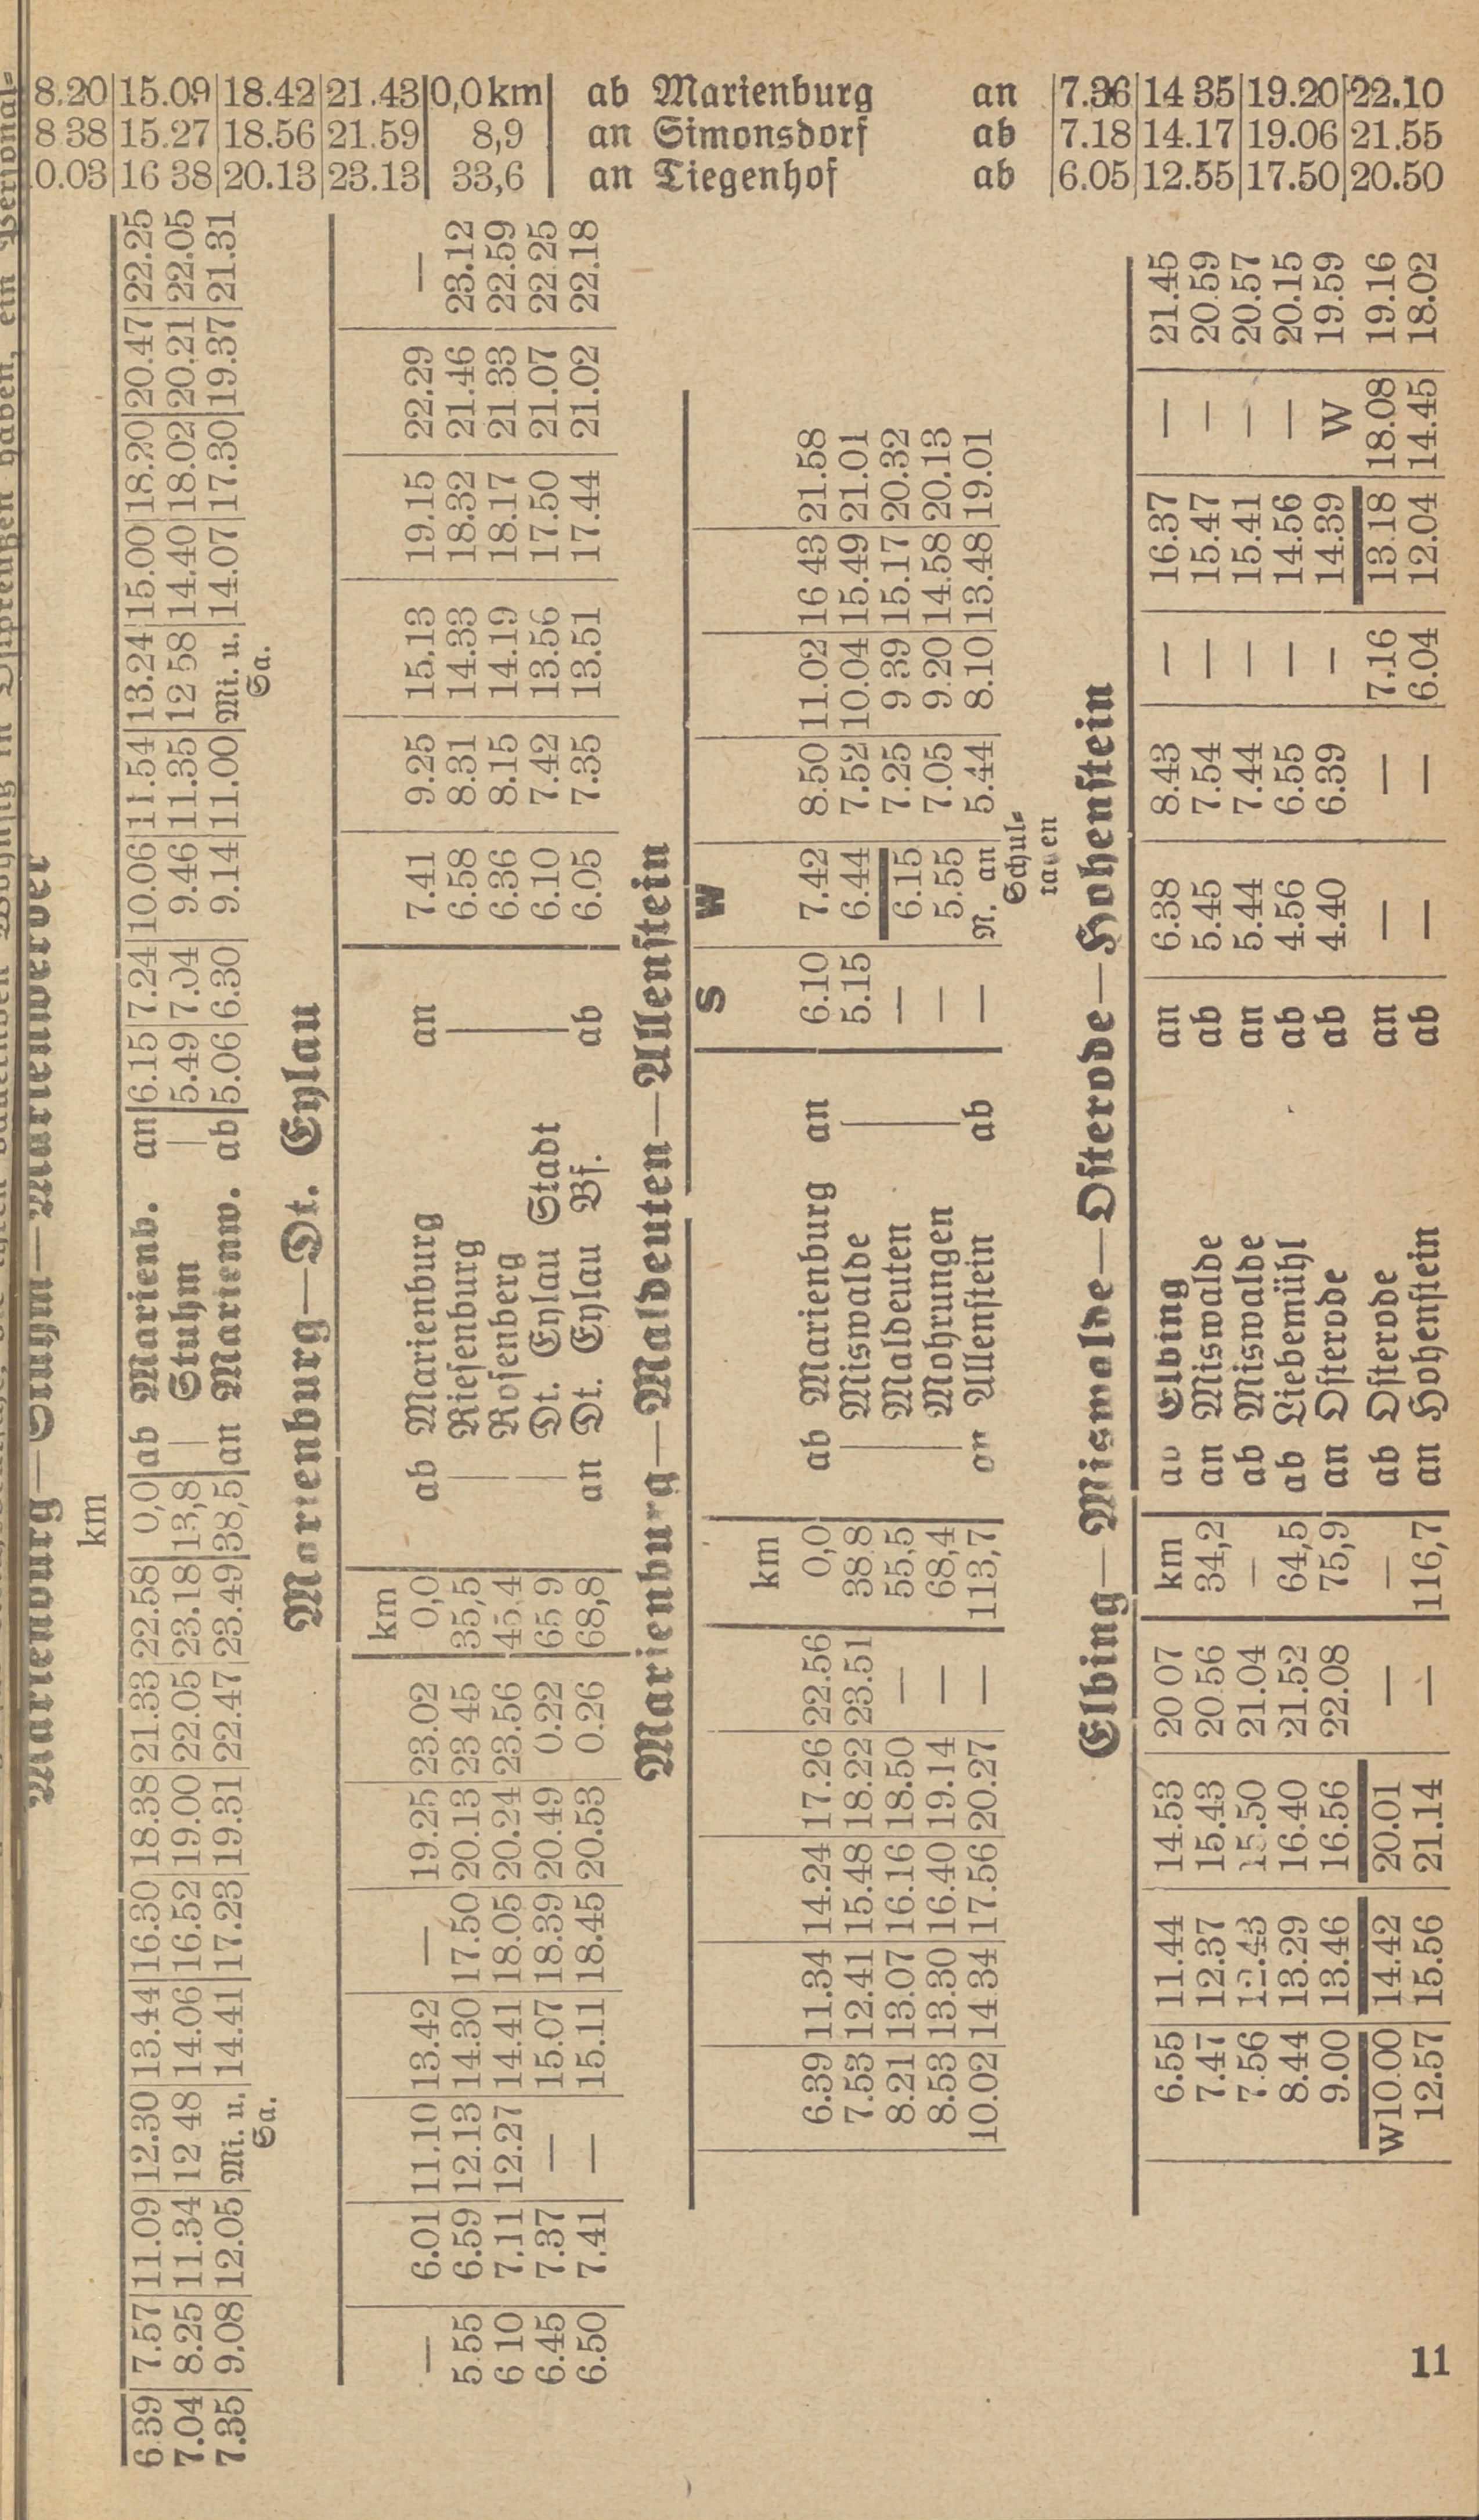 8.20 15.09 18.42 21.43 0,0 km ab Marienburg an 7.36 14 35 19.20 22.10
8 38 15.27 18.56 21.59 8,9 an Simonsdorf ab 7.18 14.17 19.06 21.55
0.03 16 38 20.13 23.13 33,6 an Tiegenhof ab 6.05 12.55 17.50 20.50
Marienburg—Stuhm—Marienwerder
km
6 39 7.57 11.09 12.30 13.44 16.30 18.38 21.33 22.58 0,0 ab Marienb. an 6.15 7.24 10.06 11.54 13.24 15.00 18.20 20.47 22.25
7.04 8.25 11.34 12 48 14.06 16.52 19.00 22.05 23.18 13,8 | Stuhm | 5.49 7.04 9.46 11.35 12 58 14.40 18.02 20.21 22.05
7.35 9.08 12.05 Mi. u. 14.41 17.23 19.31 22.47 23.49 38,5 an Marienw. ab 5.06 6.30 9.14 11.00 Mi. u. 14.07 17.30 19.37 21.31
Sa. Sa.
Marienburg—Dt. Eylau
km
— 6.01 11.10 13.42 — 19.25 23.02 0,0 ab Marienburg an 7.41 9.25 15.13 19.15 22.29 —
5.55 6.59 12.13 14.30 17.50 20.13 23 45 35,5 | Riesenburg | 6.58 8.31 14.33 18.32 21.46 23.12
6 10 7.11 12.27 14.41 18.05 20.24 23.56 45.4 | Rosenberg | 6.36 8.15 14.19 18.17 21 33 22.59
6.45 7.37 — 15.07 18.39 20.49 0.22 65 9 | Dt. Eylau Stadt | 6.10 7.42 13.56 17.50 21.07 22.25
6.50 7.41 — 15.11 18.45 20.53 0.26 68,8 an Dt. Eylau Bf. ab 6.05 7.35 13.51 17.44 21.02 22.18
Marienburg—Maldeuten—Allenstein
S W
km
6.39 11.34 14.24 17.26 22.56 0,0 ab Marienburg an 6.10 7.42 8.50 11.02 16 43 21.58
7.53 12.41 15.48 18.22 23.51 38.8 | Miswalde | 5.15 6.44 7.52 10.04 15.49 21.01
8.21 13.07 16.16 18.50 — 55,5 | Maldeuten | — 6.15 7.25 9.39 15.17 20.32
8.53 13.30 16.40 19.14 — 68,4 | Mohrungen | — 5.55 7.05 9.20 14.58 20.13
10.02 14 34 17.56 20.27 — 113,7 an Allenstein ab — N. an 5.44 8.10 13.48 19.01
Schul-
Elbing—Miswalde—Osterode—Hohenstein
6.55 11.44 14.53 20 07 km ab Elbing an 6.38 8.43 — 16.37 — 21.45
7.47 12.37 15.43 20.56 34,2 an Miswalde ab 5.45 7.54 — 15.47 — 20.59
7.56 12.43 15.50 21.04 — ab Miswalde an 5.44 7.44 — 15.41 — 20.57
8.44 13.29 16.40 21.52 64,5 ab Liebemühl ab 4.56 6.55 — 14.56 — 20.15
9.00 13.46 16.56 22.08 75,9 an Osterode ab 4.40 6.39 — 14.39 W 19.59
w10.00 14.42 20.01 — — ab Osterode an — — 7.16 13.18 18.08 19.16
12.57 15.56 21.14 — 116,7 an Hohenstein ab — — 6.04 12.04 14.45 18.02
11